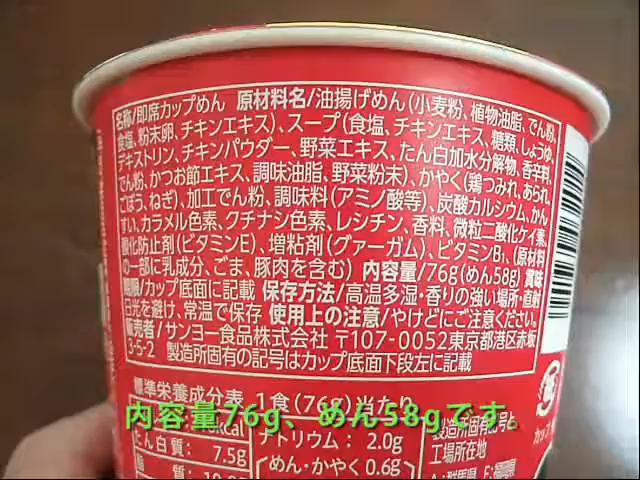 名称/即席カップめん 原材料名/油揚げめん(小麦粉、植物油脂、でん粉、
食塩、粉末卵、チキンエキス)、スープ(食塩、チキンエキス、糖類、しょうゆ、
デキストリン、チキンパウダー、野菜エキス、たん白加水分解物、香辛料、
でん粉、かつお節エキス、調味油脂、野菜粉末)、かやく(鶏つみれ、あられ、
ごぼう、ねぎ)、加工でん粉、調味料(アミノ酸等)、炭酸カルシウム、かん
すい、カラメル色素、クチナシ色素、レシチン、香料、微粒二酸化ケイ素、
酸化防止剤(ビタミンE)、増粘剤(グァーガム)、ビタミンB₁、(原材料
の一部に乳成分、ごま、豚肉を含む) 内容量/76g(めん58g) 賞味
期限/カップ底面に記載 保存方法/高温多湿・香りの強い場所・直射
日光を避け、常温で保存 使用上の注意/やけどにご注意ください。
販売者/サンヨー食品株式会社 〒107-0052東京都港区赤坂
3-5-2 製造所固有の記号はカップ底面下段左に記載
標準栄養成分表 1食(76g)当たり
内容量76g、めん58gです。
kcal ナトリウム: 2.0g
たん白質: 7.5g (めん・かやく 0.6g)
脂 質:
製造所固有記号と
工場所在地
カップ